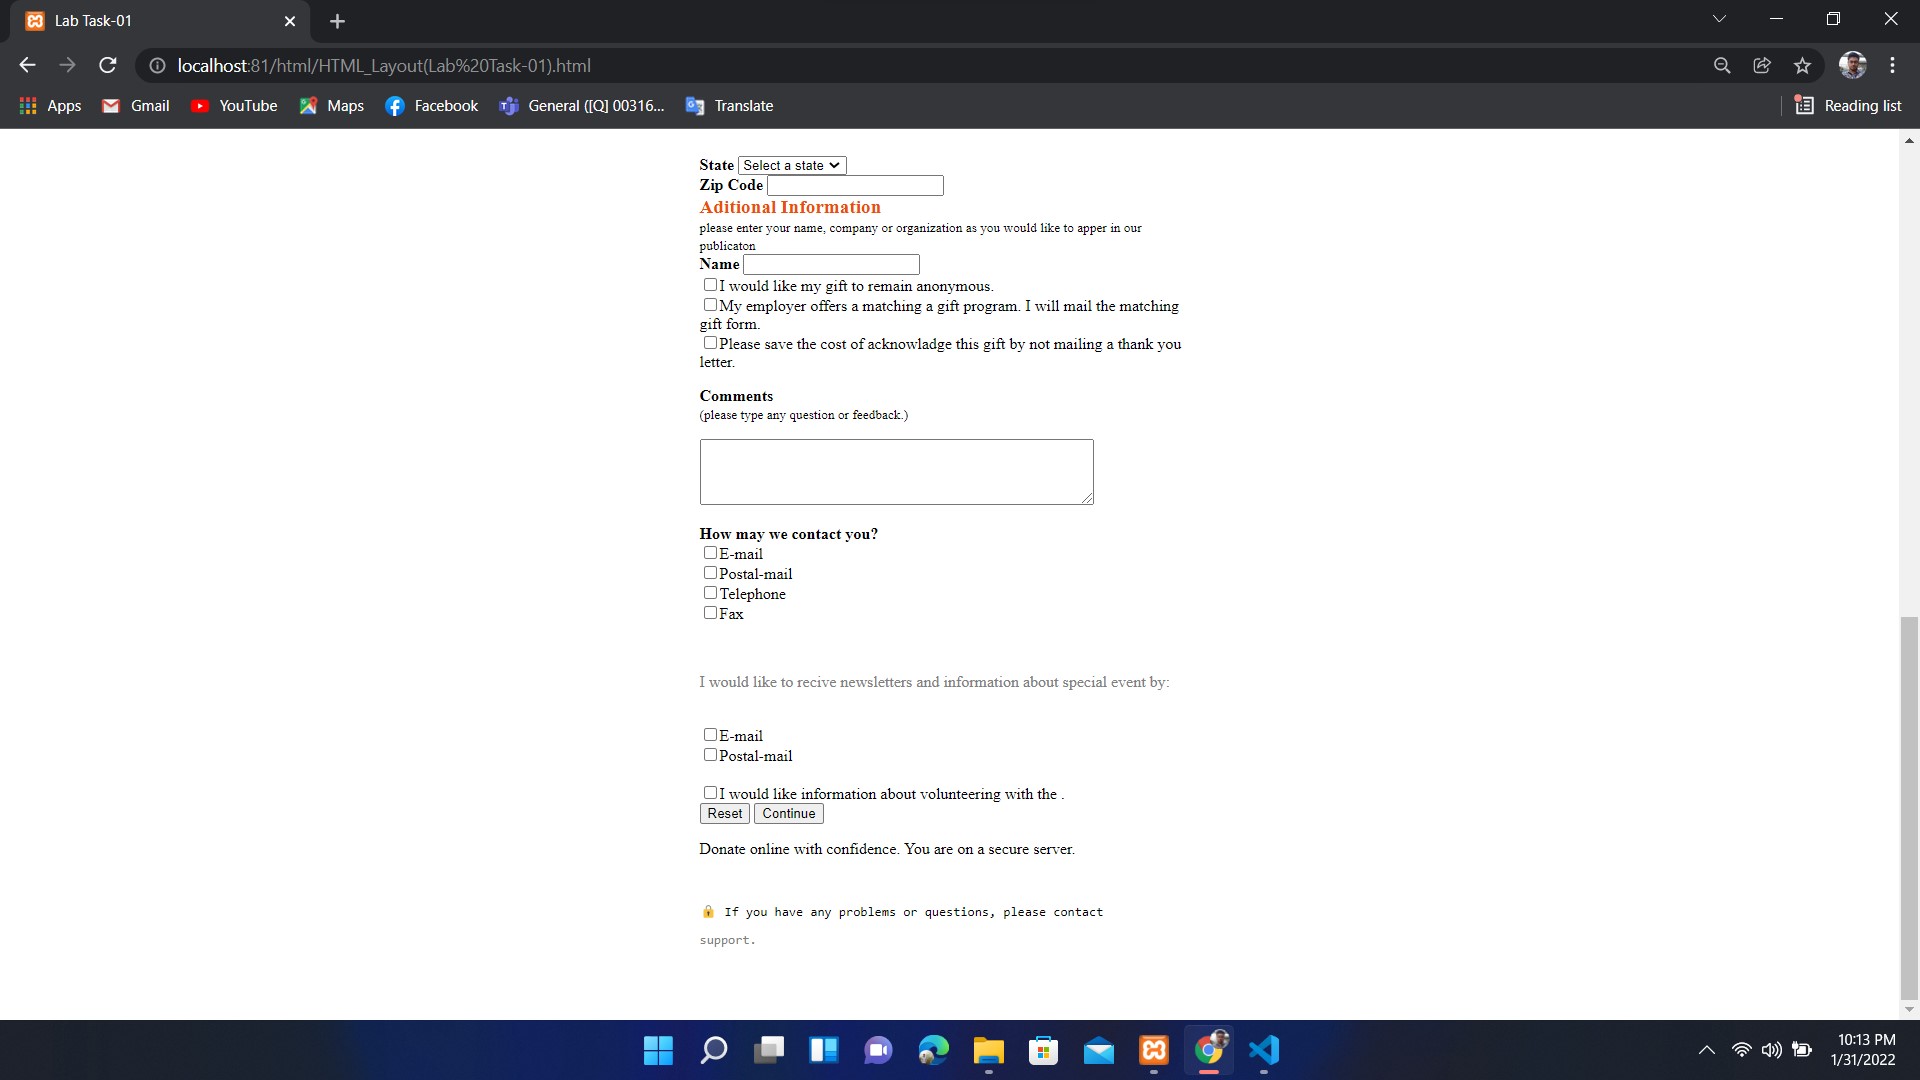 Lab Task-01
localhost:81/html/HTML_Layout(Lab%20Task-01).html
Apps Gmail YouTube Maps Facebook General ([Q] 00316... Translate Reading list
State Select a state
Zip Code
Aditional Information
please enter your name, company or organization as you would like to apper in our
publicaton
Name
I would like my gift to remain anonymous.
My employer offers a matching a gift program. I will mail the matching
gift form.
Please save the cost of acknowladge this gift by not mailing a thank you
letter.
Comments
(please type any question or feedback.)
How may we contact you?
E-mail
Postal-mail
Telephone
Fax
I would like to recive newsletters and information about special event by:
E-mail
Postal-mail
I would like information about volunteering with the .
Reset Continue
Donate online with confidence. You are on a secure server.
If you have any problems or questions, please contact
support.
10:13 PM
1/31/2022